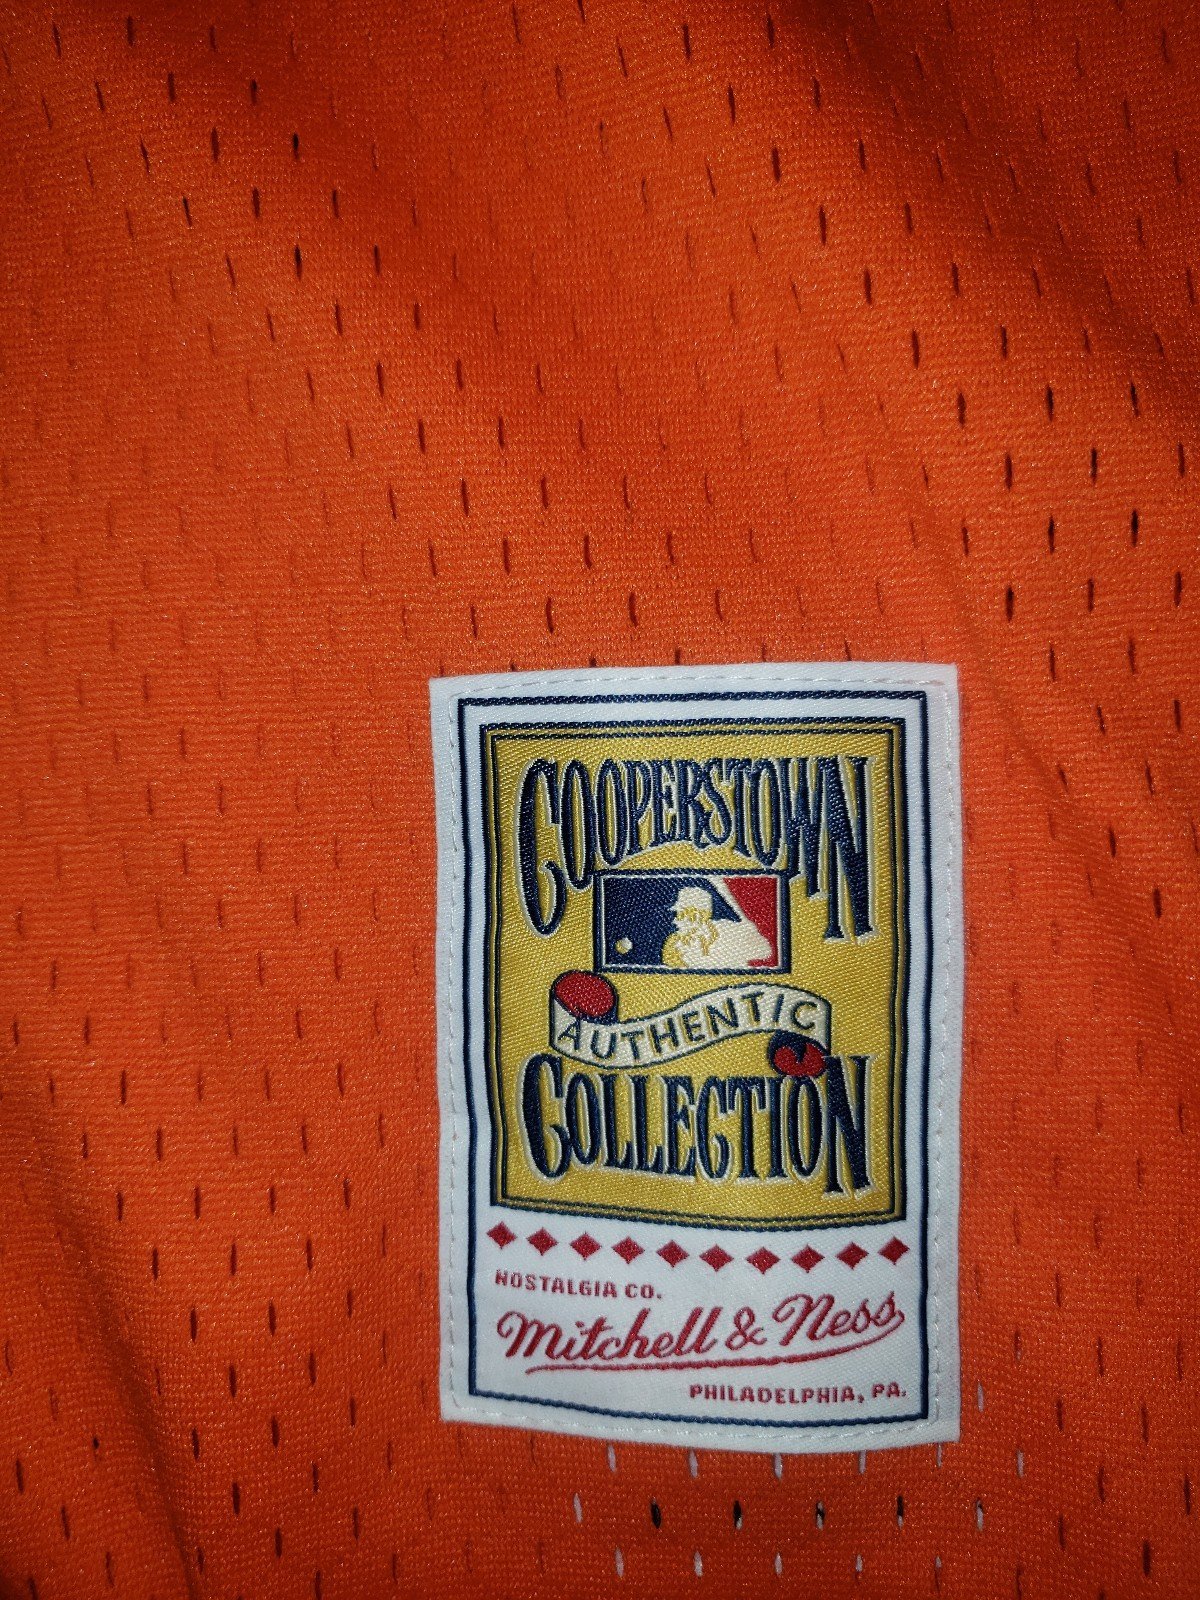 COOPERSTOWN
AUTHENTIC
COLLECTION
NOSTALGIA CO.
Mitchell & Ness
PHILADELPHIA, PA.